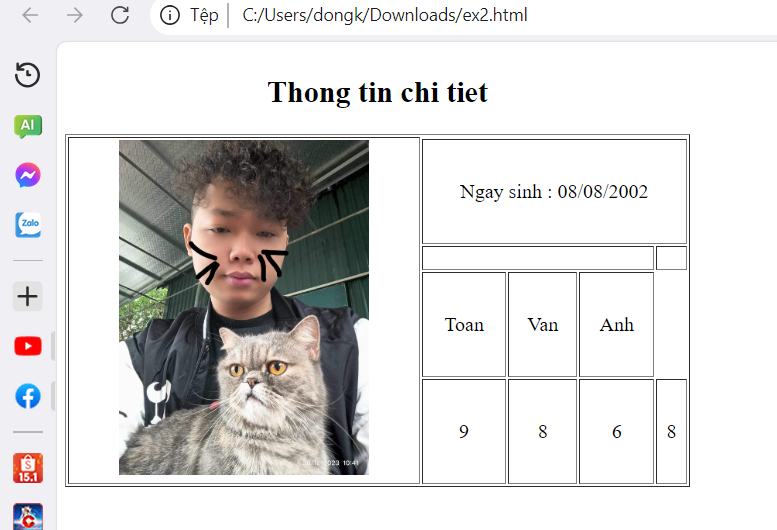 Tệp
C:/Users/dongk/Downloads/ex2.html
Thong tin chi tiet
AI
Zalo
Ngay sinh : 08/08/2002
Toan
Van
Anh
9
8
6
8
15.1